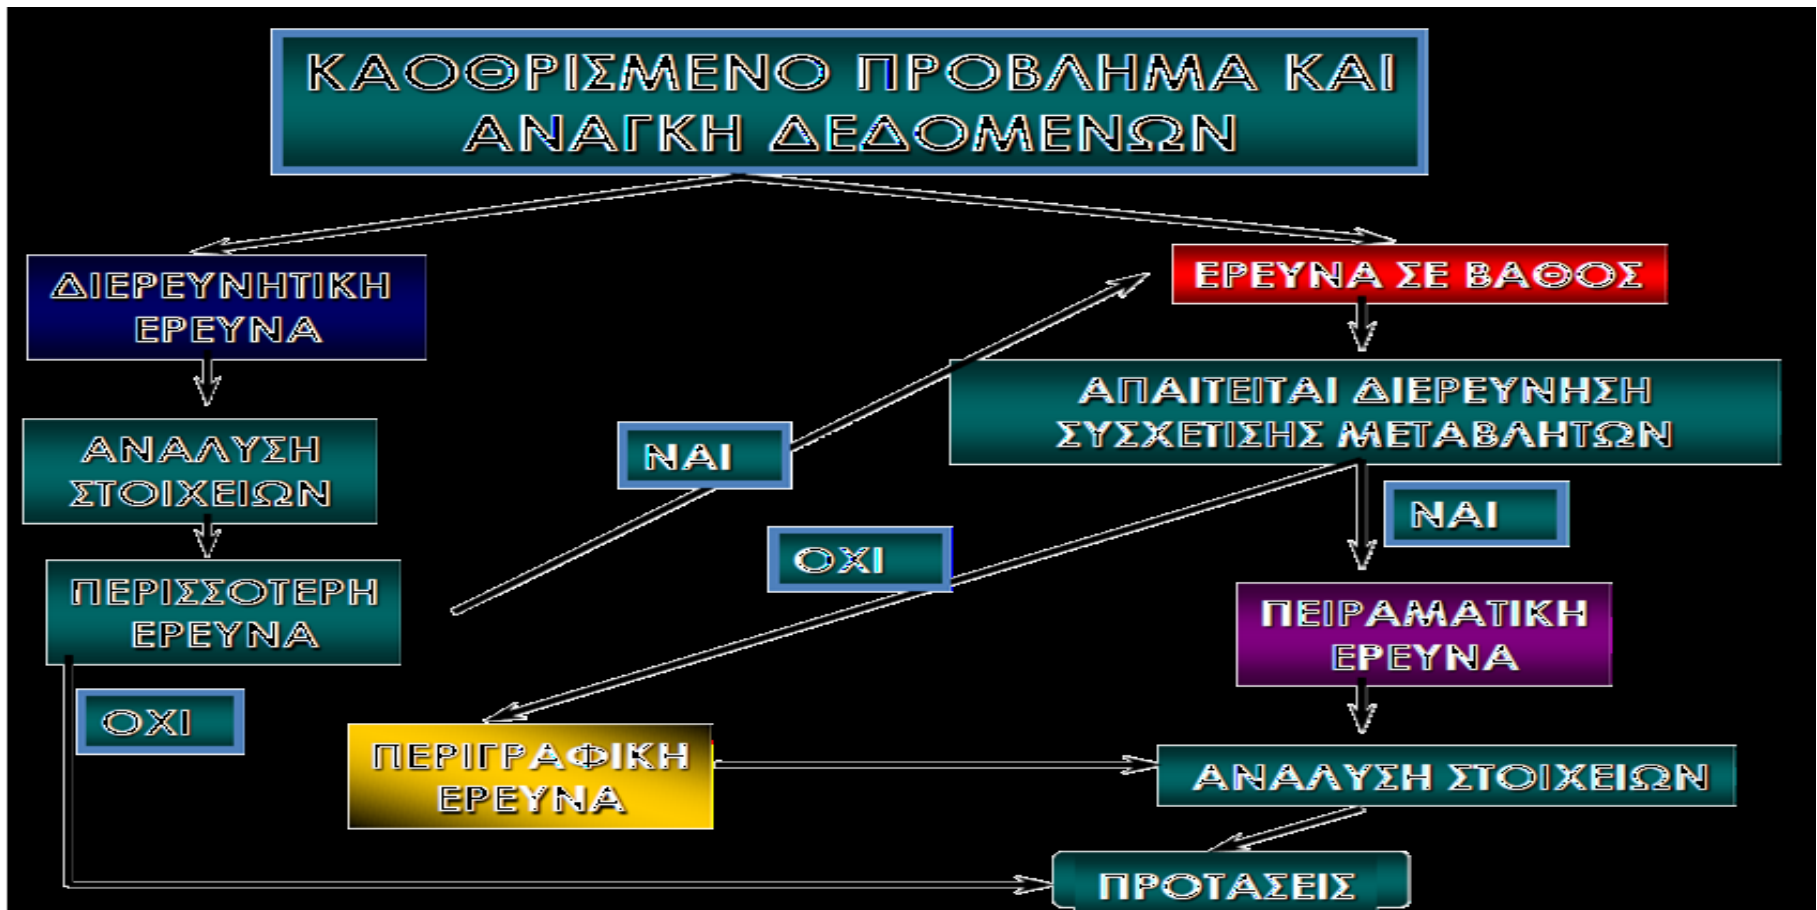 ΚΑΟΘΡΙΣΜΕΝΟ ΠΡΟΒΛΗΜΑ ΚΑΙ
ΑΝΑΓΚΗ ΔΕΔΟΜΕΝΩΝ
ΔΙΕΡΕΥΝΗΤΙΚΗ
ΕΡΕΥΝΑ
ΕΡΕΥΝΑ ΣΕ ΒΑΘΟΣ
ΑΠΑΙΤΕΙΤΑΙ ΔΙΕΡΕΥΝΗΣΗ
ΣΥΣΧΕΤΙΣΗΣ ΜΕΤΑΒΛΗΤΩΝ
ΑΝΑΛΥΣΗ
ΣΤΟΙΧΕΙΩΝ
ΝΑΙ
ΝΑΙ
ΟΧΙ
ΠΕΡΙΣΣΟΤΕΡΗ
ΕΡΕΥΝΑ
ΠΕΙΡΑΜΑΤΙΚΗ
ΕΡΕΥΝΑ
ΟΧΙ
ΠΕΡΙΓΡΑΦΙΚΗ
ΕΡΕΥΝΑ
ΑΝΑΛΥΣΗ ΣΤΟΙΧΕΙΩΝ
ΠΡΟΤΑΣΕΙΣ